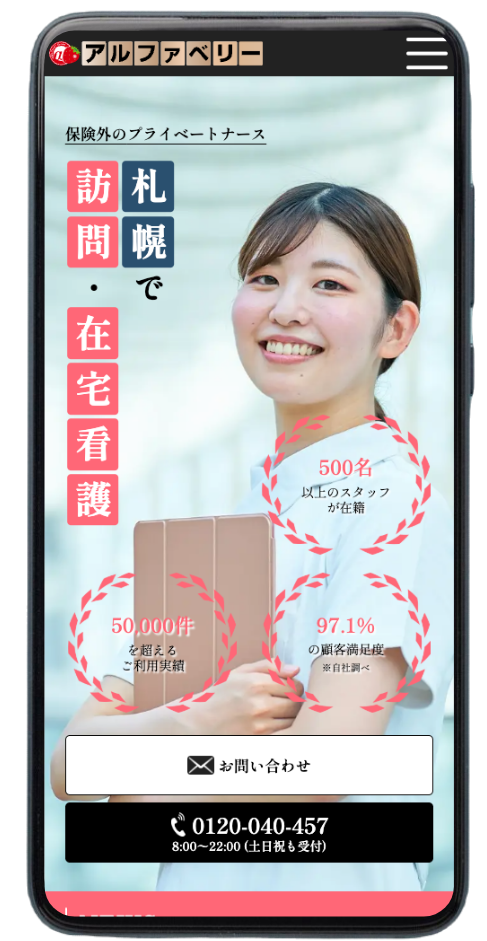 アルファベリー
保険外のプライベートナース
札幌で
訪問・在宅看護
500名
以上のスタッフ
が在籍
50,000件
を超える
ご利用実績
97.1%
の顧客満足度
※自社調べ
お問い合わせ
0120-040-457
8:00〜22:00 (土日祝も受付)